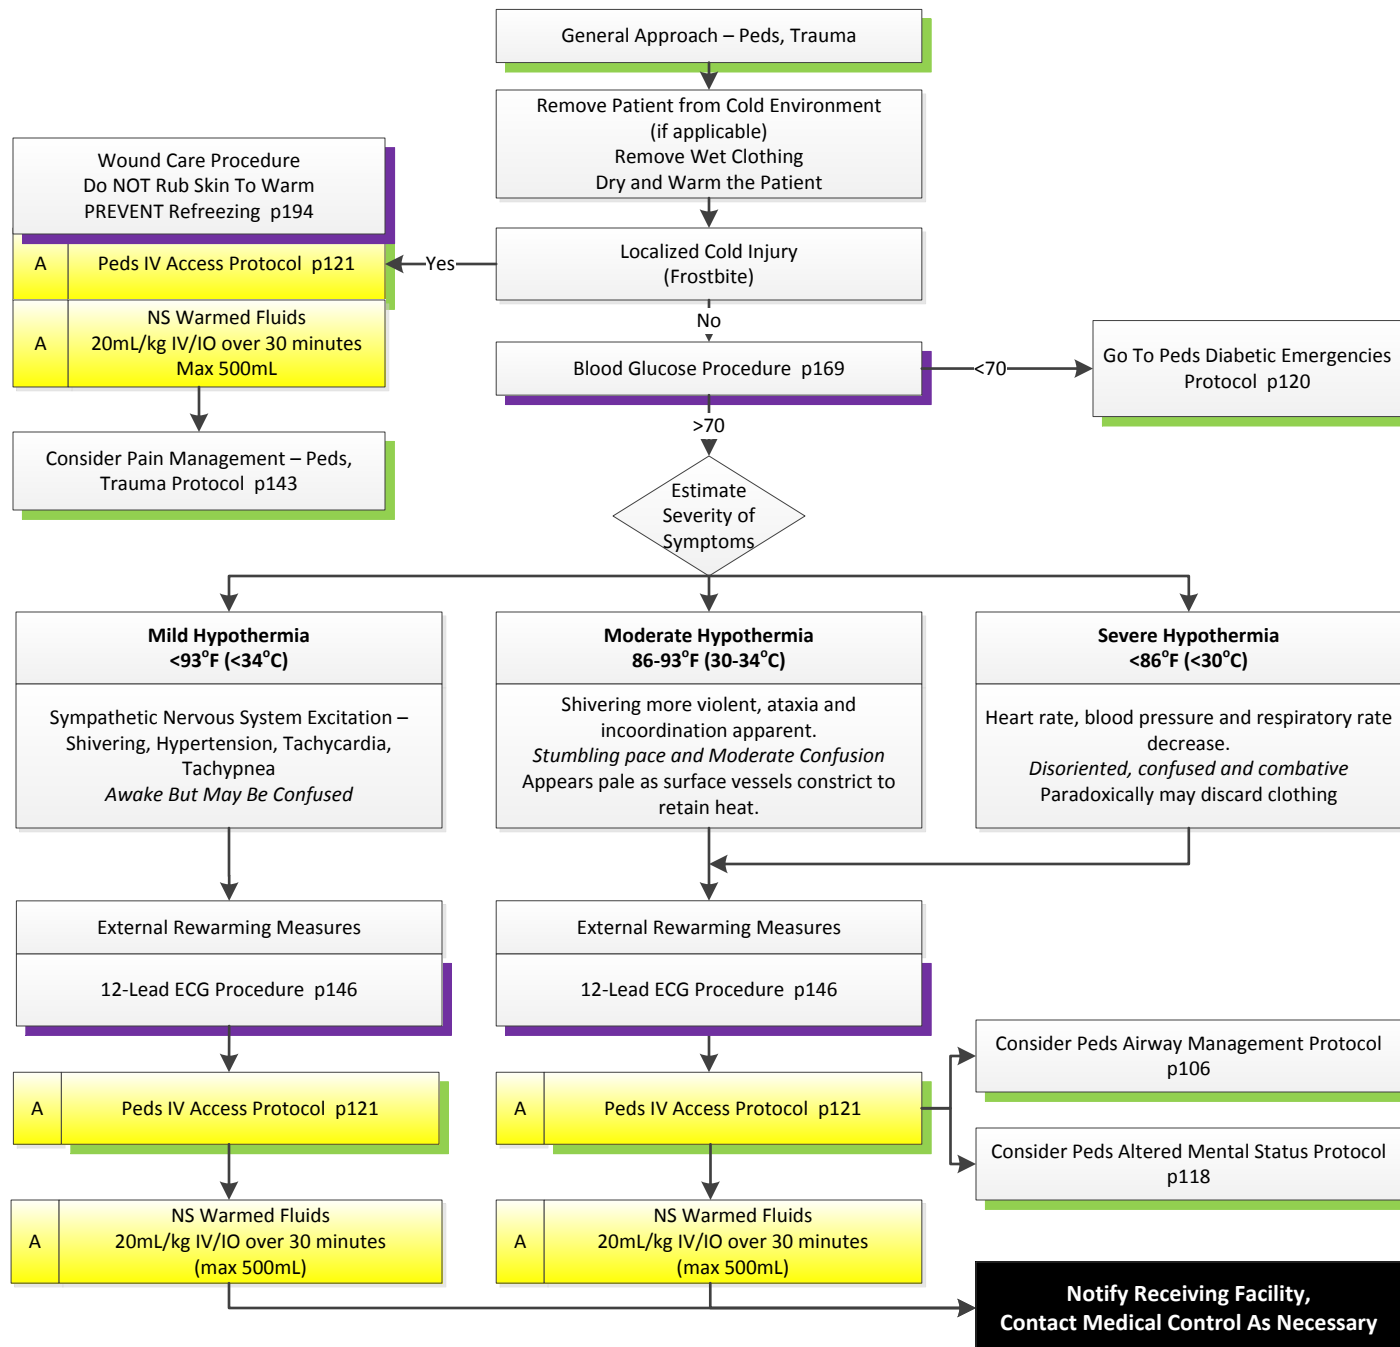 General Approach – Peds, Trauma
Remove Patient from Cold Environment
(if applicable)
Remove Wet Clothing
Dry and Warm the Patient
Wound Care Procedure
Do NOT Rub Skin To Warm
PREVENT Refreezing p194
A
Peds IV Access Protocol p121
A
NS Warmed Fluids
20mL/kg IV/IO over 30 minutes
Max 500mL
Consider Pain Management – Peds,
Trauma Protocol p143
Yes
Localized Cold Injury
(Frostbite)
No
Blood Glucose Procedure p169
<70
Go To Peds Diabetic Emergencies
Protocol p120
>70
Estimate
Severity of
Symptoms
Mild Hypothermia
<93°F (<34°C)
Sympathetic Nervous System Excitation –
Shivering, Hypertension, Tachycardia,
Tachypnea
Awake But May Be Confused
Moderate Hypothermia
86-93°F (30-34°C)
Shivering more violent, ataxia and
incoordination apparent.
Stumbling pace and Moderate Confusion
Appears pale as surface vessels constrict to
retain heat.
Severe Hypothermia
<86°F (<30°C)
Heart rate, blood pressure and respiratory rate
decrease.
Disoriented, confused and combative
Paradoxically may discard clothing
External Rewarming Measures
12-Lead ECG Procedure p146
A
Peds IV Access Protocol p121
A
NS Warmed Fluids
20mL/kg IV/IO over 30 minutes
(max 500mL)
External Rewarming Measures
12-Lead ECG Procedure p146
A
Peds IV Access Protocol p121
A
NS Warmed Fluids
20mL/kg IV/IO over 30 minutes
(max 500mL)
Consider Peds Airway Management Protocol
p106
Consider Peds Altered Mental Status Protocol
p118
Notify Receiving Facility,
Contact Medical Control As Necessary